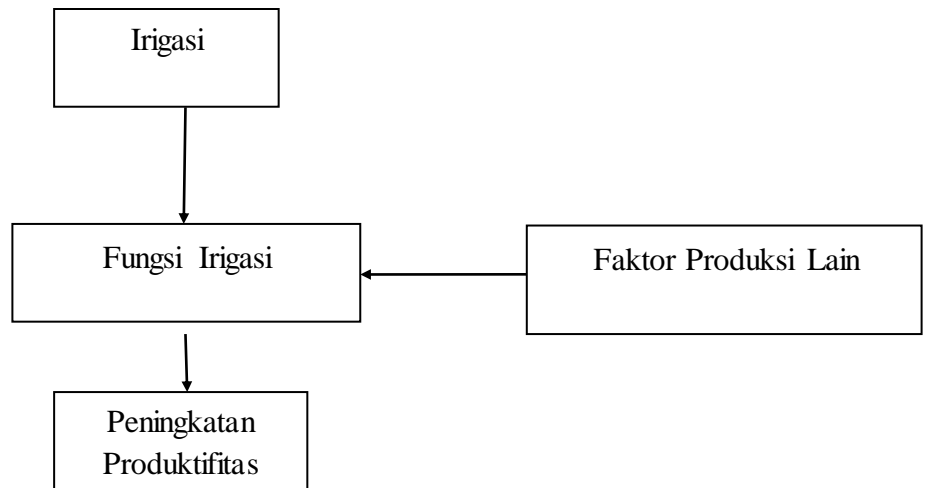 Irigasi
Fungsi Irigasi
Faktor Produksi Lain
Peningkatan
Produktifitas